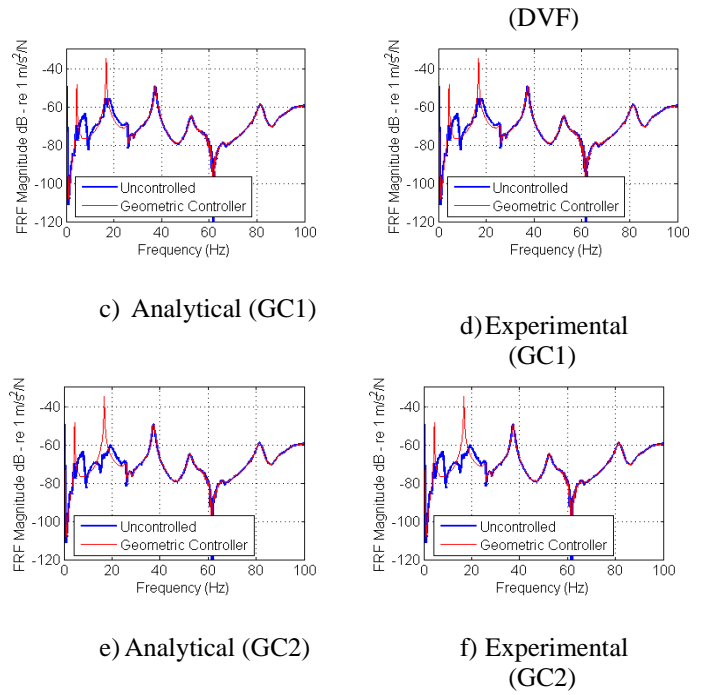 (DVF)
FRF Magnitude dB - re 1 m/s²/N
-40
-60
-80
-100
-120
0 20 40 60 80 100
Frequency (Hz)
Uncontrolled
Geometric Controller
FRF Magnitude dB - re 1 m/s²/N
-40
-60
-80
-100
-120
0 20 40 60 80 100
Frequency (Hz)
Uncontrolled
Geometric Controller
c) Analytical (GC1)
d) Experimental
(GC1)
FRF Magnitude dB - re 1 m/s²/N
-40
-60
-80
-100
-120
0 20 40 60 80 100
Frequency (Hz)
Uncontrolled
Geometric Controller
FRF Magnitude dB - re 1 m/s²/N
-40
-60
-80
-100
-120
0 20 40 60 80 100
Frequency (Hz)
Uncontrolled
Geometric Controller
e) Analytical (GC2)
f) Experimental
(GC2)